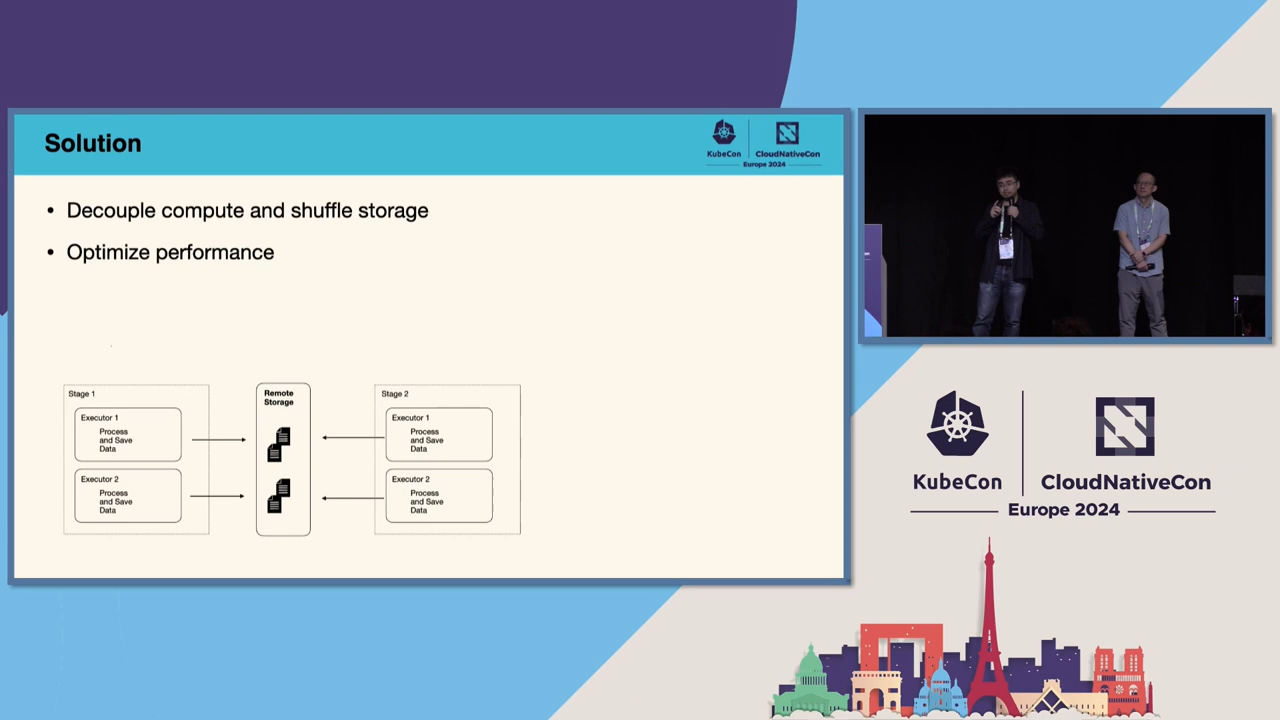 Solution
KubeCon
CloudNativeCon
Europe 2024
• Decouple compute and shuffle storage
• Optimize performance
Stage 1
Executor 1
Process
and Save
Data
Executor 2
Process
and Save
Data
Remote
Storage
Stage 2
Executor 1
Process
and Save
Data
Executor 2
Process
and Save
Data
KubeCon
CloudNativeCon
Europe 2024